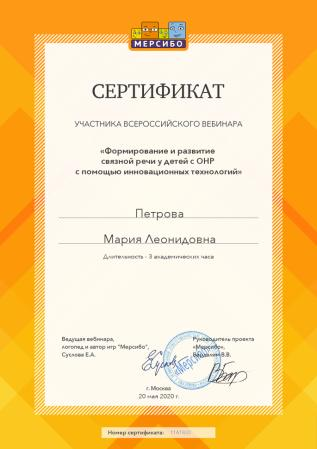 МЕРСИБО
СЕРТИФИКАТ
УЧАСТНИКА ВСЕРОССИЙСКОГО ВЕБИНАРА
«Формирование и развитие
связной речи у детей с ОНР
с помощью инновационных технологий»
Петрова
Мария Леонидовна
Длительность - 3 академических часа
Ведущая вебинара,
логопед и автор игр "Мерсибо",
Суслова Е.А.
Руководитель проекта
«Мерсибо»,
В.В.
"Мерсибо"
г. Москва
20 мая 2020 г.
Номер сертификата: